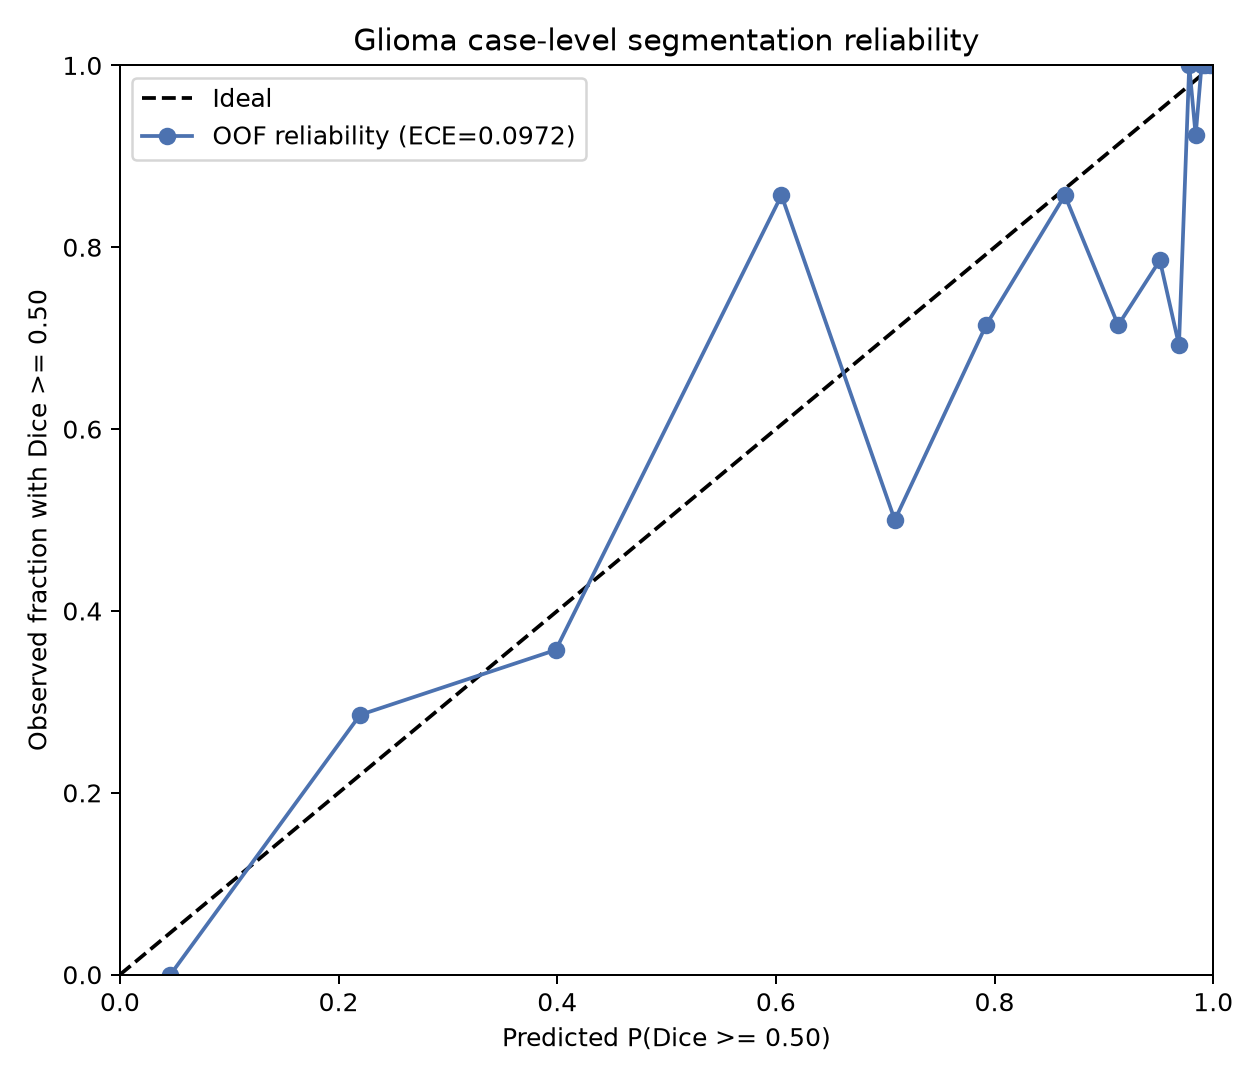 Glioma case-level segmentation reliability
Ideal
OOF reliability (ECE=0.0972)
Observed fraction with Dice >= 0.50
1.0
0.8
0.6
0.4
0.2
0.0
0.0 0.2 0.4 0.6 0.8 1.0
Predicted P(Dice >= 0.50)